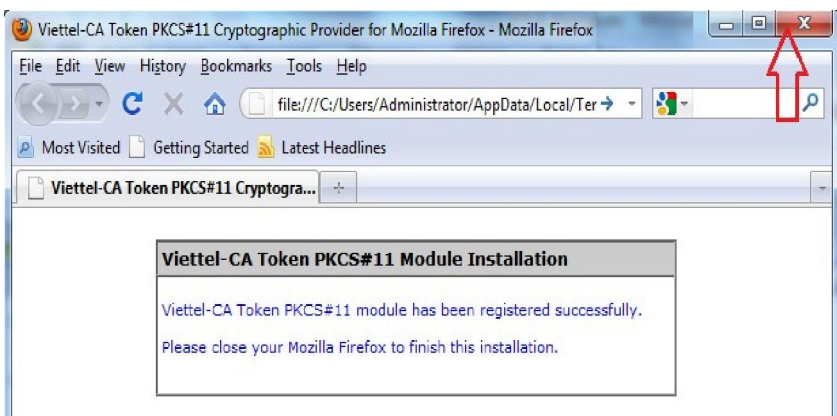 Viettel-CA Token PKCS#11 Cryptographic Provider for Mozilla Firefox - Mozilla Firefox
File Edit View History Bookmarks Tools Help
file:///C:/Users/Administrator/AppData/Local/Ter
Most Visited Getting Started Latest Headlines
Viettel-CA Token PKCS#11 Cryptogra...
Viettel-CA Token PKCS#11 Module Installation
Viettel-CA Token PKCS#11 module has been registered successfully.
Please close your Mozilla Firefox to finish this installation.